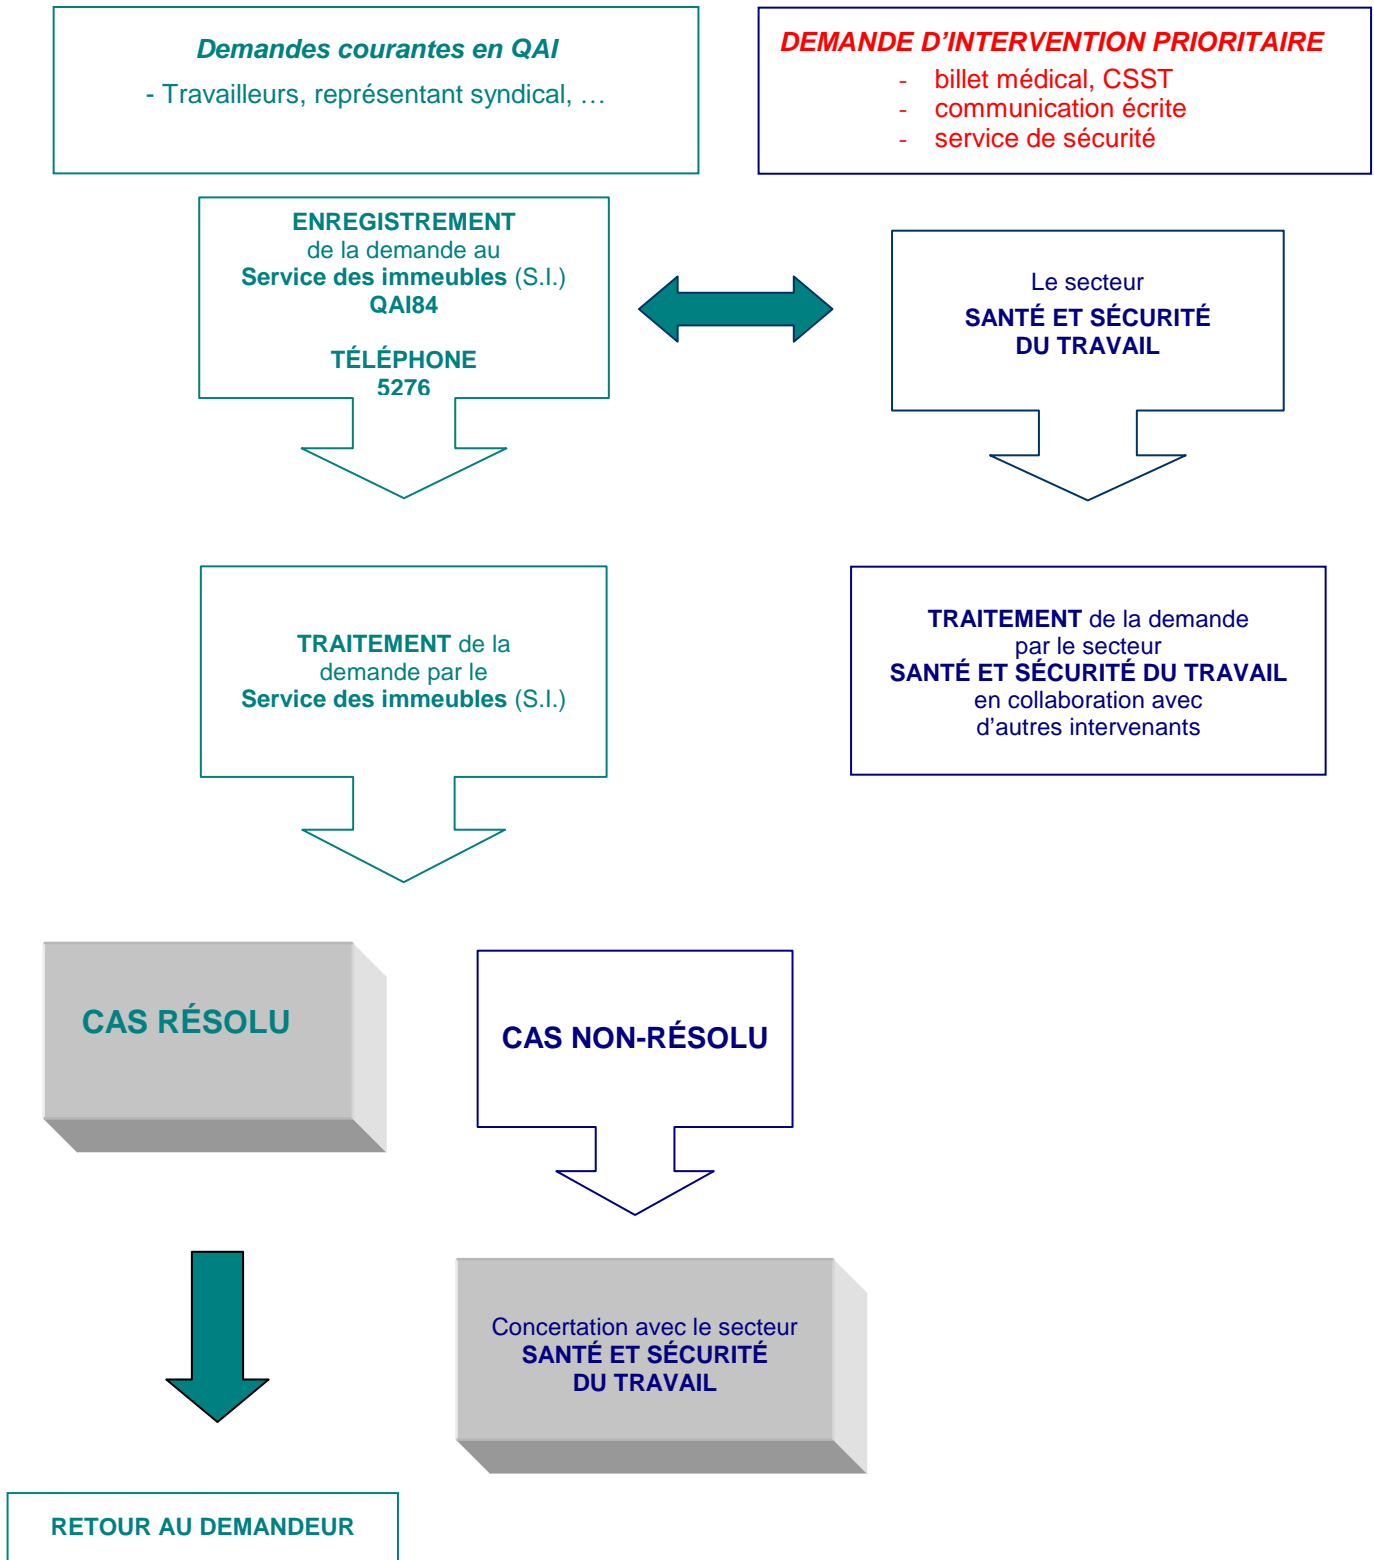 Demandes courantes en QAI
- Travailleurs, représentant syndical, …
DEMANDE D’INTERVENTION PRIORITAIRE
- billet médical, CSST
- communication écrite
- service de sécurité
ENREGISTREMENT
de la demande au
Service des immeubles (S.I.)
QAI84
TÉLÉPHONE
5276
Le secteur
SANTÉ ET SÉCURITÉ
DU TRAVAIL
TRAITEMENT de la
demande par le
Service des immeubles (S.I.)
TRAITEMENT de la demande
par le secteur
SANTÉ ET SÉCURITÉ DU TRAVAIL
en collaboration avec
d’autres intervenants
CAS RÉSOLU
CAS NON-RÉSOLU
Concertation avec le secteur
SANTÉ ET SÉCURITÉ
DU TRAVAIL
RETOUR AU DEMANDEUR